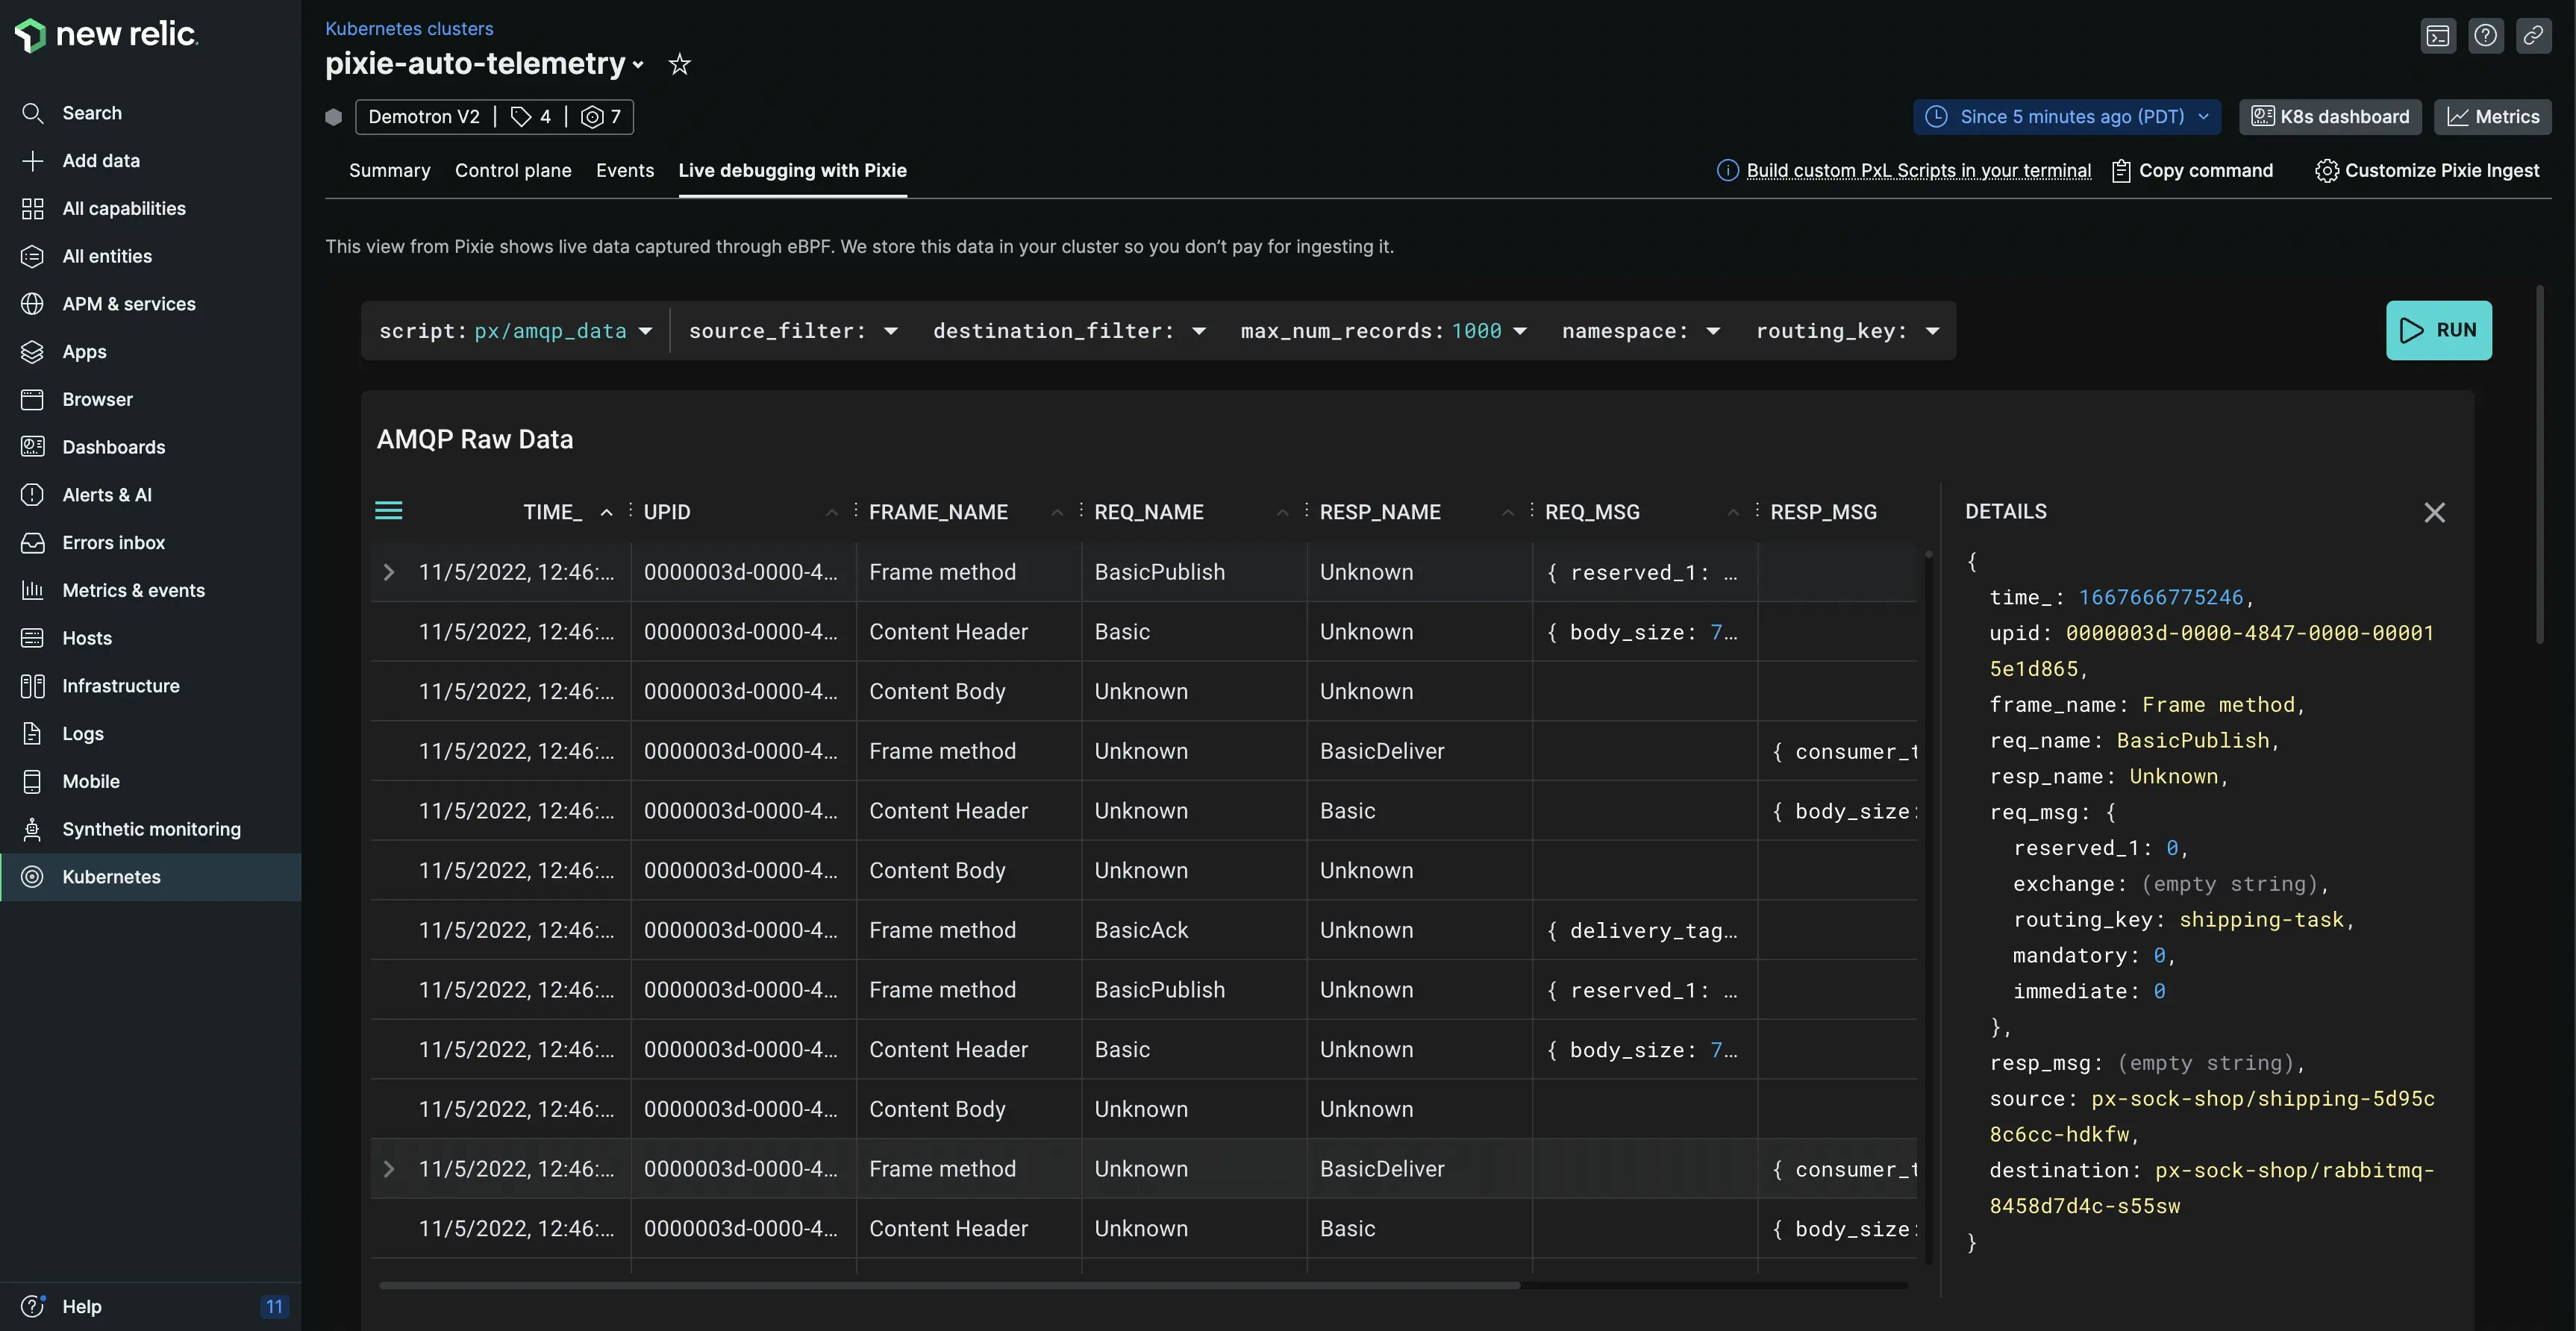 new relic.
Search
Add data
All capabilities
All entities
APM & services
Apps
Browser
Dashboards
Alerts & AI
Errors inbox
Metrics & events
Hosts
Infrastructure
Logs
Mobile
Synthetic monitoring
Kubernetes
Help 11
Kubernetes clusters
pixie-auto-telemetry
Demotron V2 | 4 | 7
Since 5 minutes ago (PDT) K8s dashboard Metrics
Summary Control plane Events Live debugging with Pixie Build custom PxL Scripts in your terminal Copy command Customize Pixie Ingest
This view from Pixie shows live data captured through eBPF. We store this data in your cluster so you don't pay for ingesting it.
script: px/amqp_data source_filter: destination_filter: max_num_records: 1000 namespace: routing_key: RUN
AMQP Raw Data
TIME_ UPID FRAME_NAME REQ_NAME RESP_NAME REQ_MSG RESP_MSG
11/5/2022, 12:46:... 0000003d-0000-4... Frame method BasicPublish Unknown { reserved_1: ...
11/5/2022, 12:46:... 0000003d-0000-4... Content Header Basic Unknown { body_size: 7...
11/5/2022, 12:46:... 0000003d-0000-4... Content Body Unknown Unknown
11/5/2022, 12:46:... 0000003d-0000-4... Frame method Unknown BasicDeliver { consumer_t
11/5/2022, 12:46:... 0000003d-0000-4... Content Header Unknown Basic { body_size:
11/5/2022, 12:46:... 0000003d-0000-4... Content Body Unknown Unknown
11/5/2022, 12:46:... 0000003d-0000-4... Frame method BasicAck Unknown { delivery_tag...
11/5/2022, 12:46:... 0000003d-0000-4... Frame method BasicPublish Unknown { reserved_1: ...
11/5/2022, 12:46:... 0000003d-0000-4... Content Header Basic Unknown { body_size: 7...
11/5/2022, 12:46:... 0000003d-0000-4... Content Body Unknown Unknown
11/5/2022, 12:46:... 0000003d-0000-4... Frame method Unknown BasicDeliver { consumer_t
11/5/2022, 12:46:... 0000003d-0000-4... Content Header Unknown Basic { body_size:
DETAILS
{
time_: 1667666775246,
upid: 0000003d-0000-4847-0000-00001
5e1d865,
frame_name: Frame method,
req_name: BasicPublish,
resp_name: Unknown,
req_msg: {
reserved_1: 0,
exchange: (empty string),
routing_key: shipping-task,
mandatory: 0,
immediate: 0
},
resp_msg: (empty string),
source: px-sock-shop/shipping-5d95c
8c6cc-hdkfw,
destination: px-sock-shop/rabbitmq-
8458d7d4c-s55sw
}